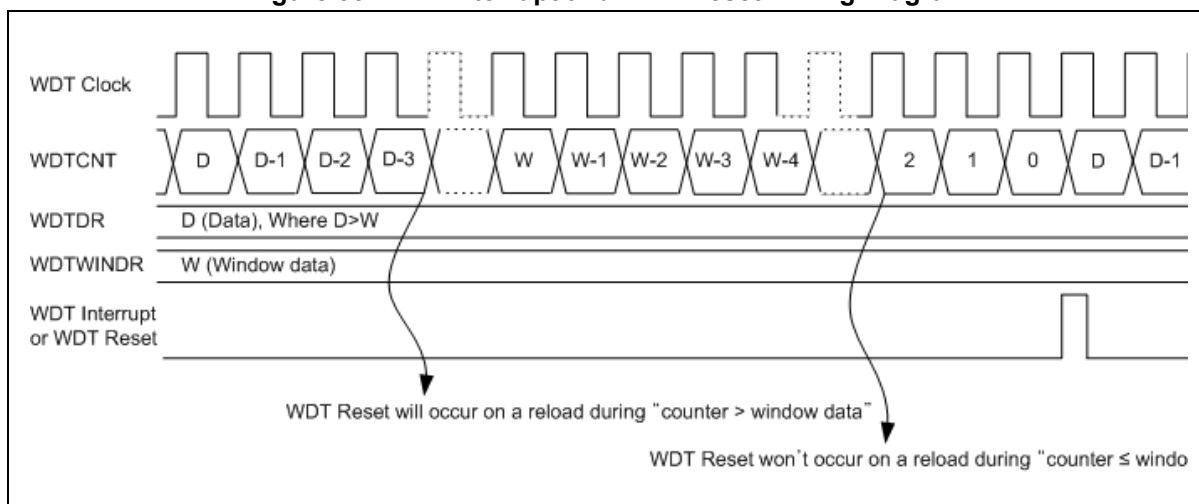 WDT Clock
WDTCNT
D D-1 D-2 D-3 W W-1 W-2 W-3 W-4 2 1 0 D D-1
WDTDR
D (Data), Where D>W
WDTWINDR
W (Window data)
WDT Interrupt
or WDT Reset
WDT Reset will occur on a reload during “counter > window data”
WDT Reset won't occur on a reload during “counter ≤ windo